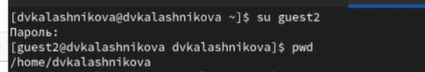 [dvkalashnikova@dvkalashnikova ~]$ su guest2
Пароль:
[guest2@dvkalashnikova dvkalashnikova]$ pwd
/home/dvkalashnikova